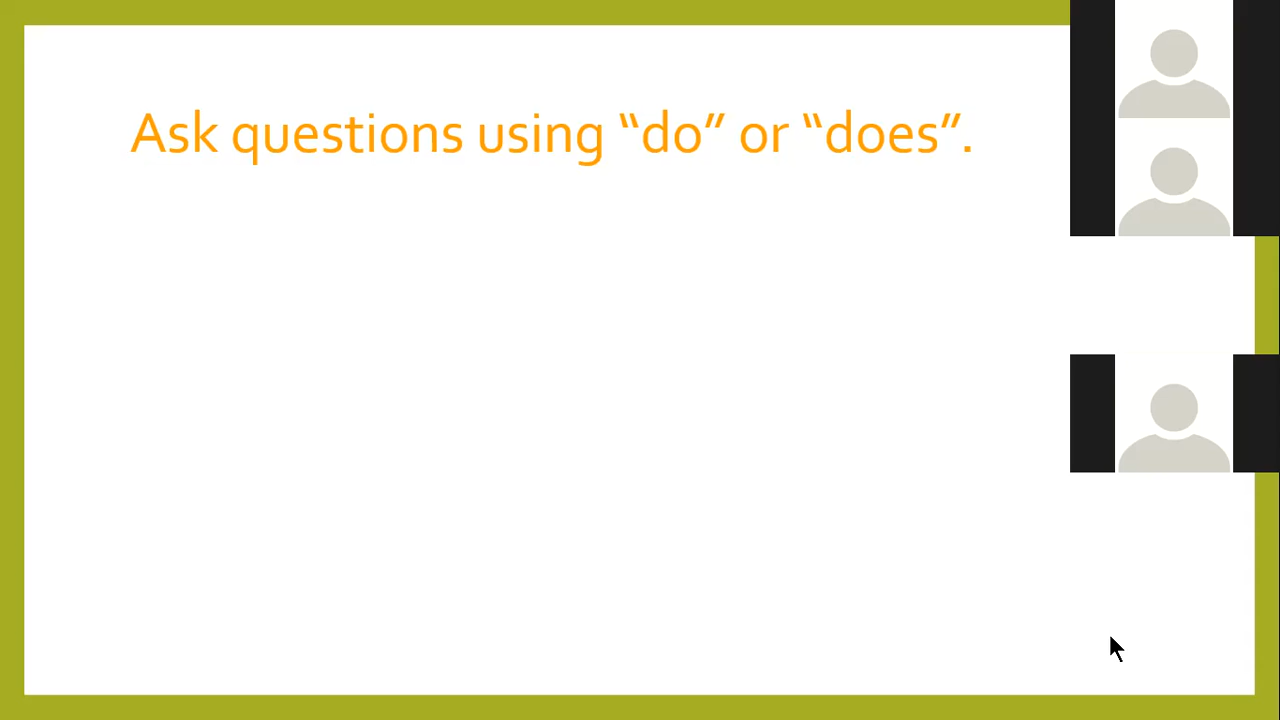 Ask questions using “do” or “does”.